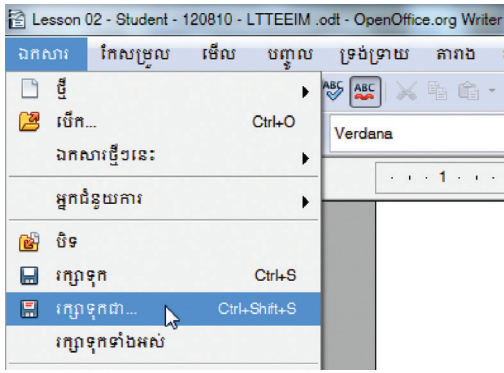 Lesson 02 - Student - 120810 - LTTEEIM .odt - OpenOffice.org Writer
ឯកសារ កែសម្រួល មើល បញ្ចូល ទ្រង់ទ្រាយ តារាង
ថ្មី
ABC ABC
បើក... Ctrl+O
Verdana
ឯកសារថ្មីៗនេះ
1
អ្នកជំនួយការ
បិទ
រក្សាទុក Ctrl+S
រក្សាទុកជា... Ctrl+Shift+S
រក្សាទុកទាំងអស់